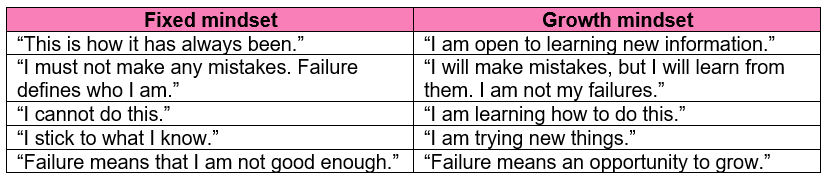 Fixed mindset Growth mindset
“This is how it has always been.” “I am open to learning new information.”
“I must not make any mistakes. Failure “I will make mistakes, but I will learn from
defines who I am.” them. I am not my failures.”
“I cannot do this.” “I am learning how to do this.”
“I stick to what I know.” “I am trying new things.”
“Failure means that I am not good enough.” “Failure means an opportunity to grow.”